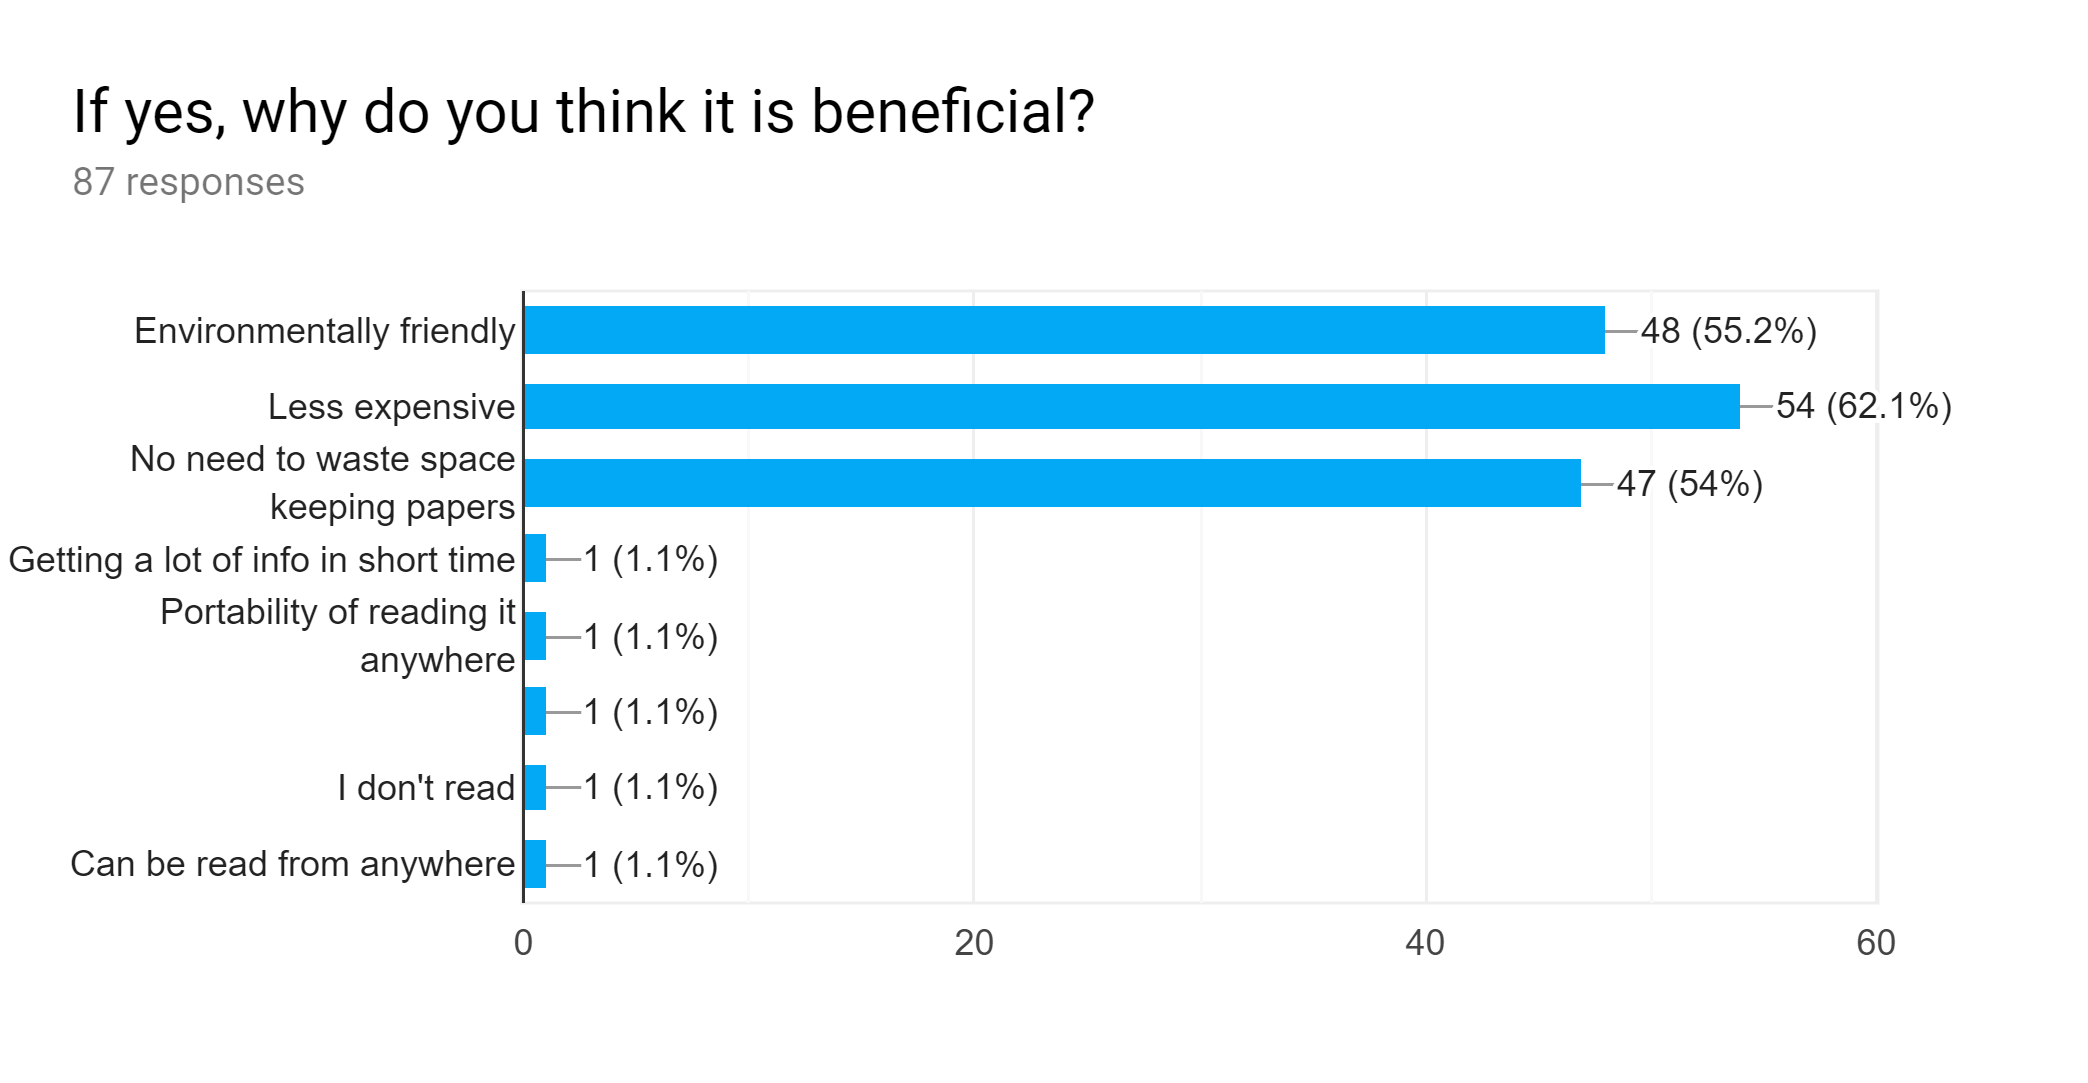 If yes, why do you think it is beneficial?
87 responses
Environmentally friendly
48 (55.2%)
Less expensive
54 (62.1%)
No need to waste space
keeping papers
47 (54%)
Getting a lot of info in short time
1 (1.1%)
Portability of reading it
anywhere
1 (1.1%)
1 (1.1%)
I don't read
1 (1.1%)
Can be read from anywhere
1 (1.1%)
0
20
40
60